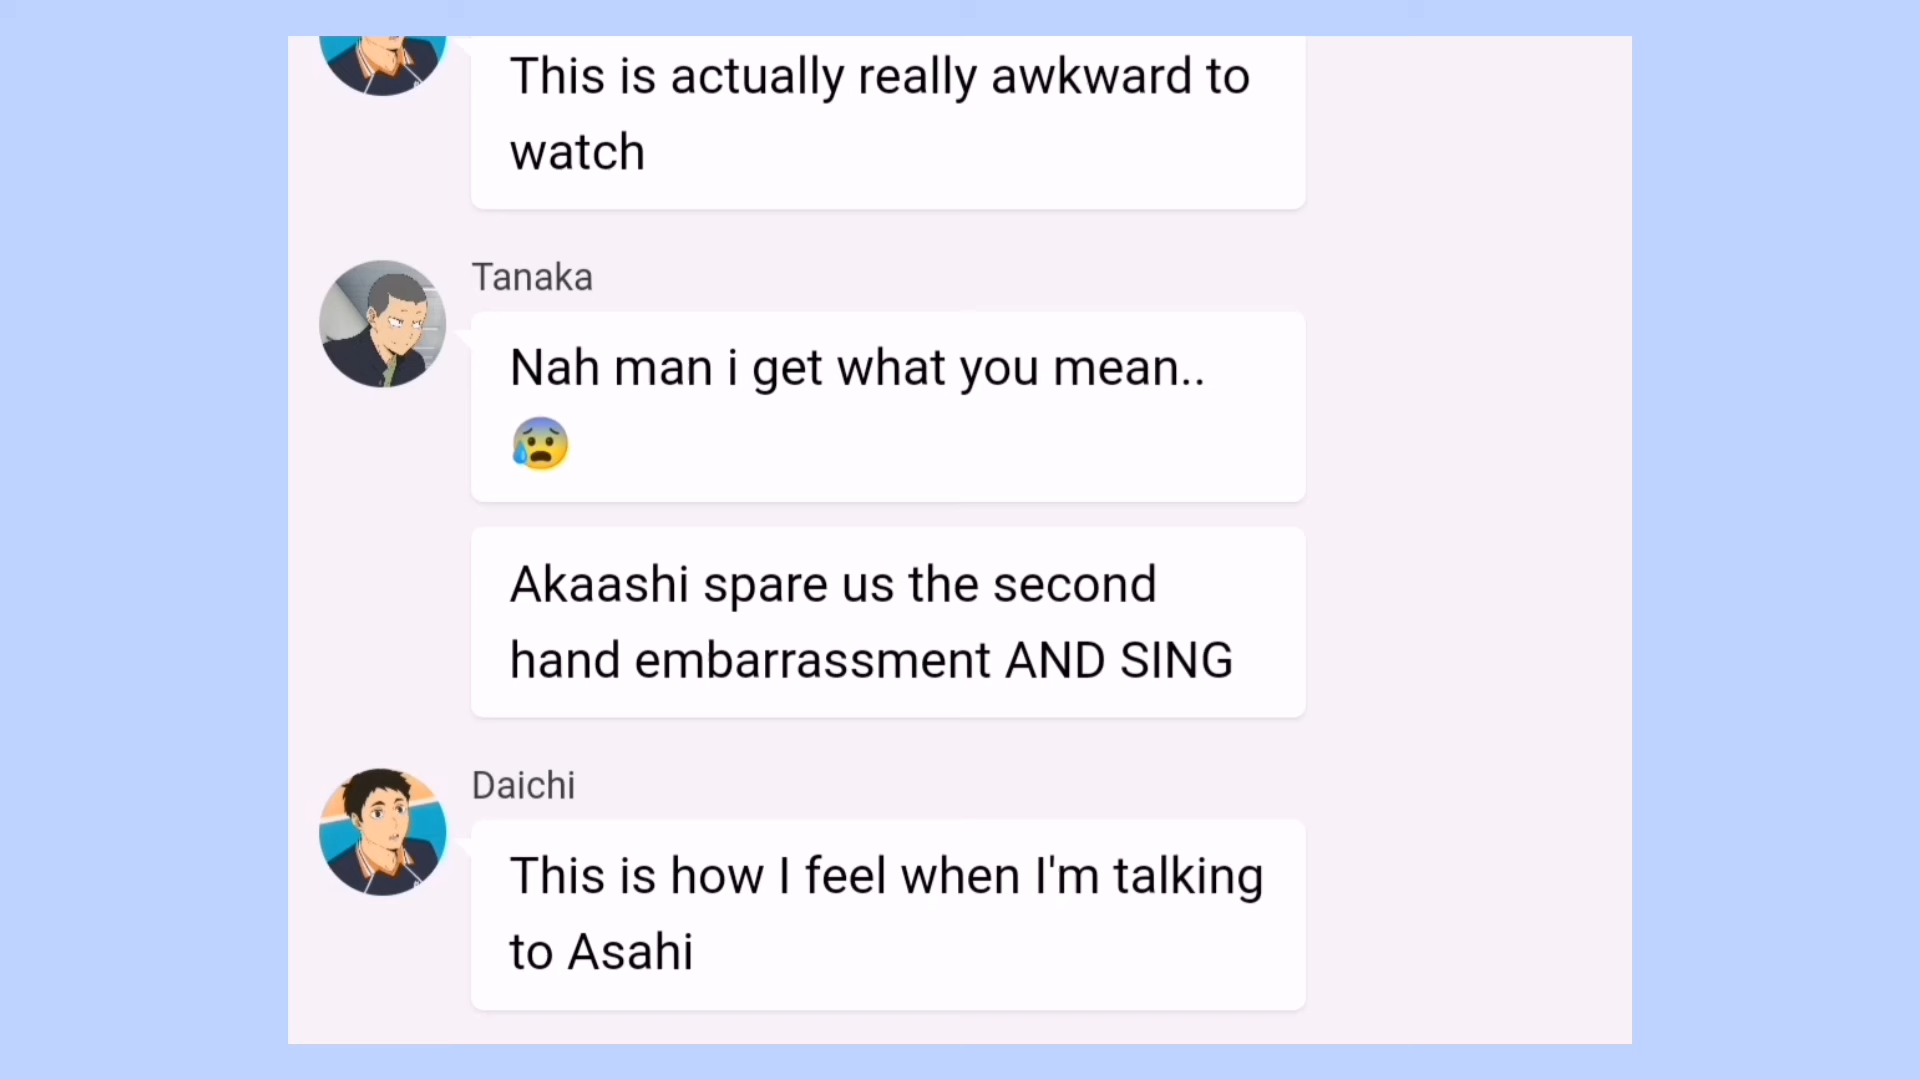 This is actually really awkward to
watch
Tanaka
Nah man i get what you mean..
😰
Akaashi spare us the second
hand embarrassment AND SING
Daichi
This is how I feel when I'm talking
to Asahi